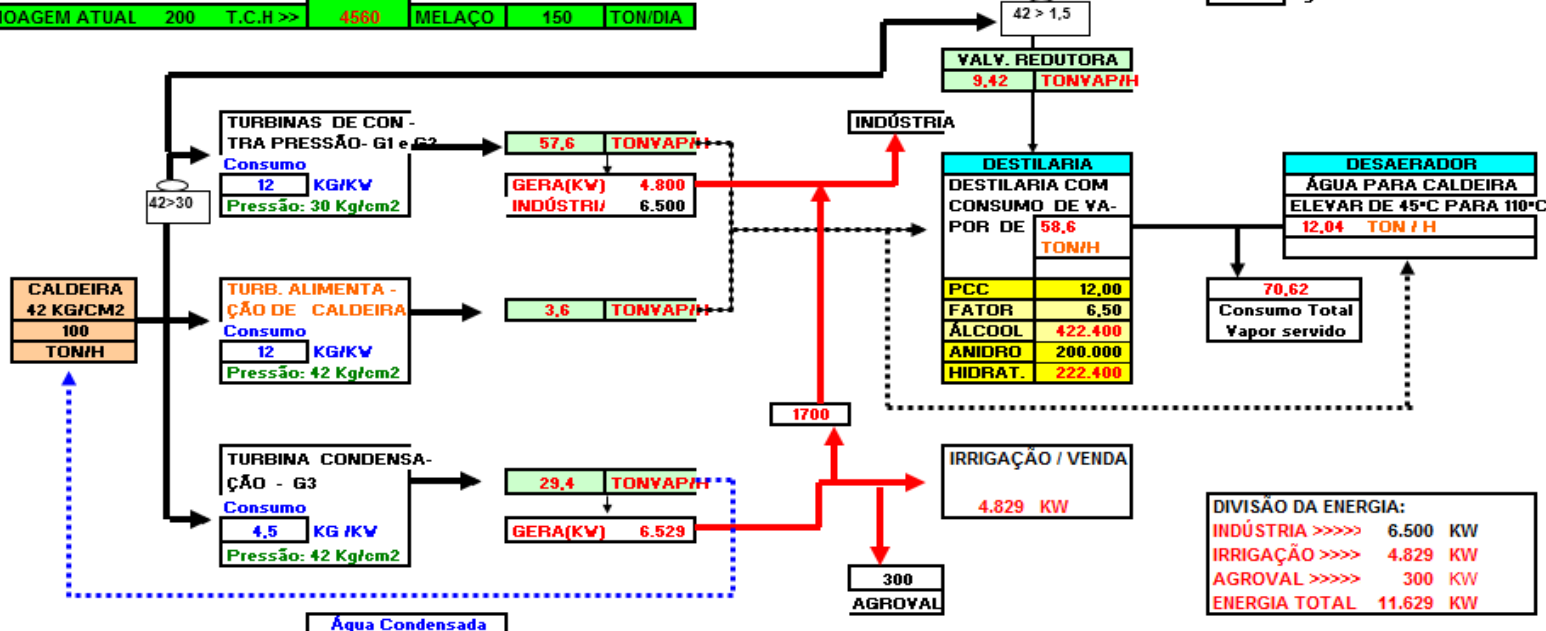 MOAGEM ATUAL 200 T.C.H >> 4560 MELAÇO 150 TON/DIA
42 > 1,5
VALV. REDUTORA
9,42 TONVAP/H
TURBINAS DE CON -
TRA PRESSÃO- G1 e G2
Consumo
12 KG/KW
Pressão: 30 Kg/cm2
57,6 TONVAP/H
GERA(KW) 4.800
INDÚSTRI/ 6.500
INDÚSTRIA
42>30
DESTILARIA
DESTILARIA COM
CONSUMO DE VA-
POR DE 58,6
TON/H
PCC 12,00
FATOR 6,50
ÁLCOOL 422.400
ANIDRO 200.000
HIDRAT. 222.400
DESAERADOR
ÁGUA PARA CALDEIRA
ELEVAR DE 45°C PARA 110°C
12,04 TON / H
70,62
Consumo Total
Vapor servido
CALDEIRA
42 KG/CM2
100
TON/H
TURB. ALIMENTA -
ÇÃO DE CALDEIRA
Consumo
12 KG/KW
Pressão: 42 Kg/cm2
3,6 TONVAP/H
1700
TURBINA CONDENSA-
ÇÃO - G3
Consumo
4,5 KG /KW
Pressão: 42 Kg/cm2
29,4 TONVAP/H
GERA(KW) 6.529
IRRIGAÇÃO / VENDA
4.829 KW
300
AGROVAL
DIVISÃO DA ENERGIA:
INDÚSTRIA >>>>> 6.500 KW
IRRIGAÇÃO >>>> 4.829 KW
AGROVAL >>>>> 300 KW
ENERGIA TOTAL 11.629 KW
Água Condensada